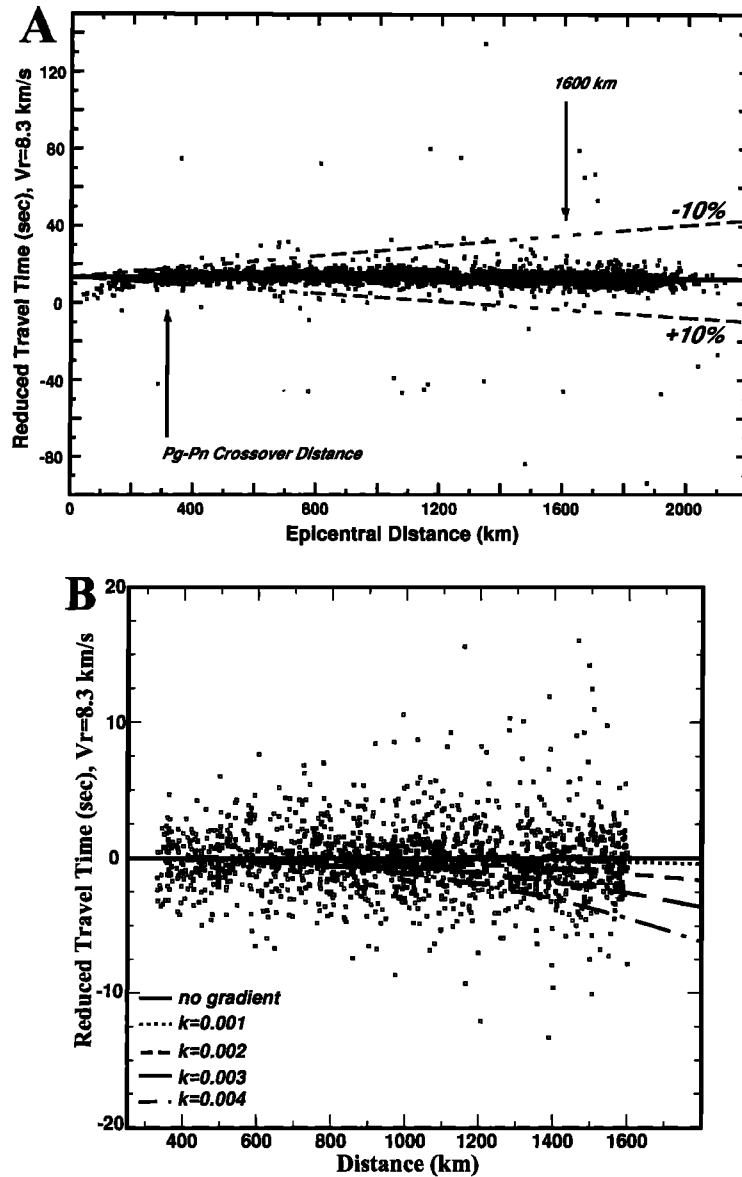 A
Reduced Travel Time (sec), Vr=8.3 km/s
120
80
40
0
-40
-80
1600 km
-10%
+10%
Pg-Pn Crossover Distance
0
400
800
1200
1600
2000
Epicentral Distance (km)
B
Reduced Travel Time (sec), Vr=8.3 km/s
20
10
0
-10
-20
no gradient
k=0.001
k=0.002
k=0.003
k=0.004
400
600
800
1000
1200
1400
1600
Distance (km)